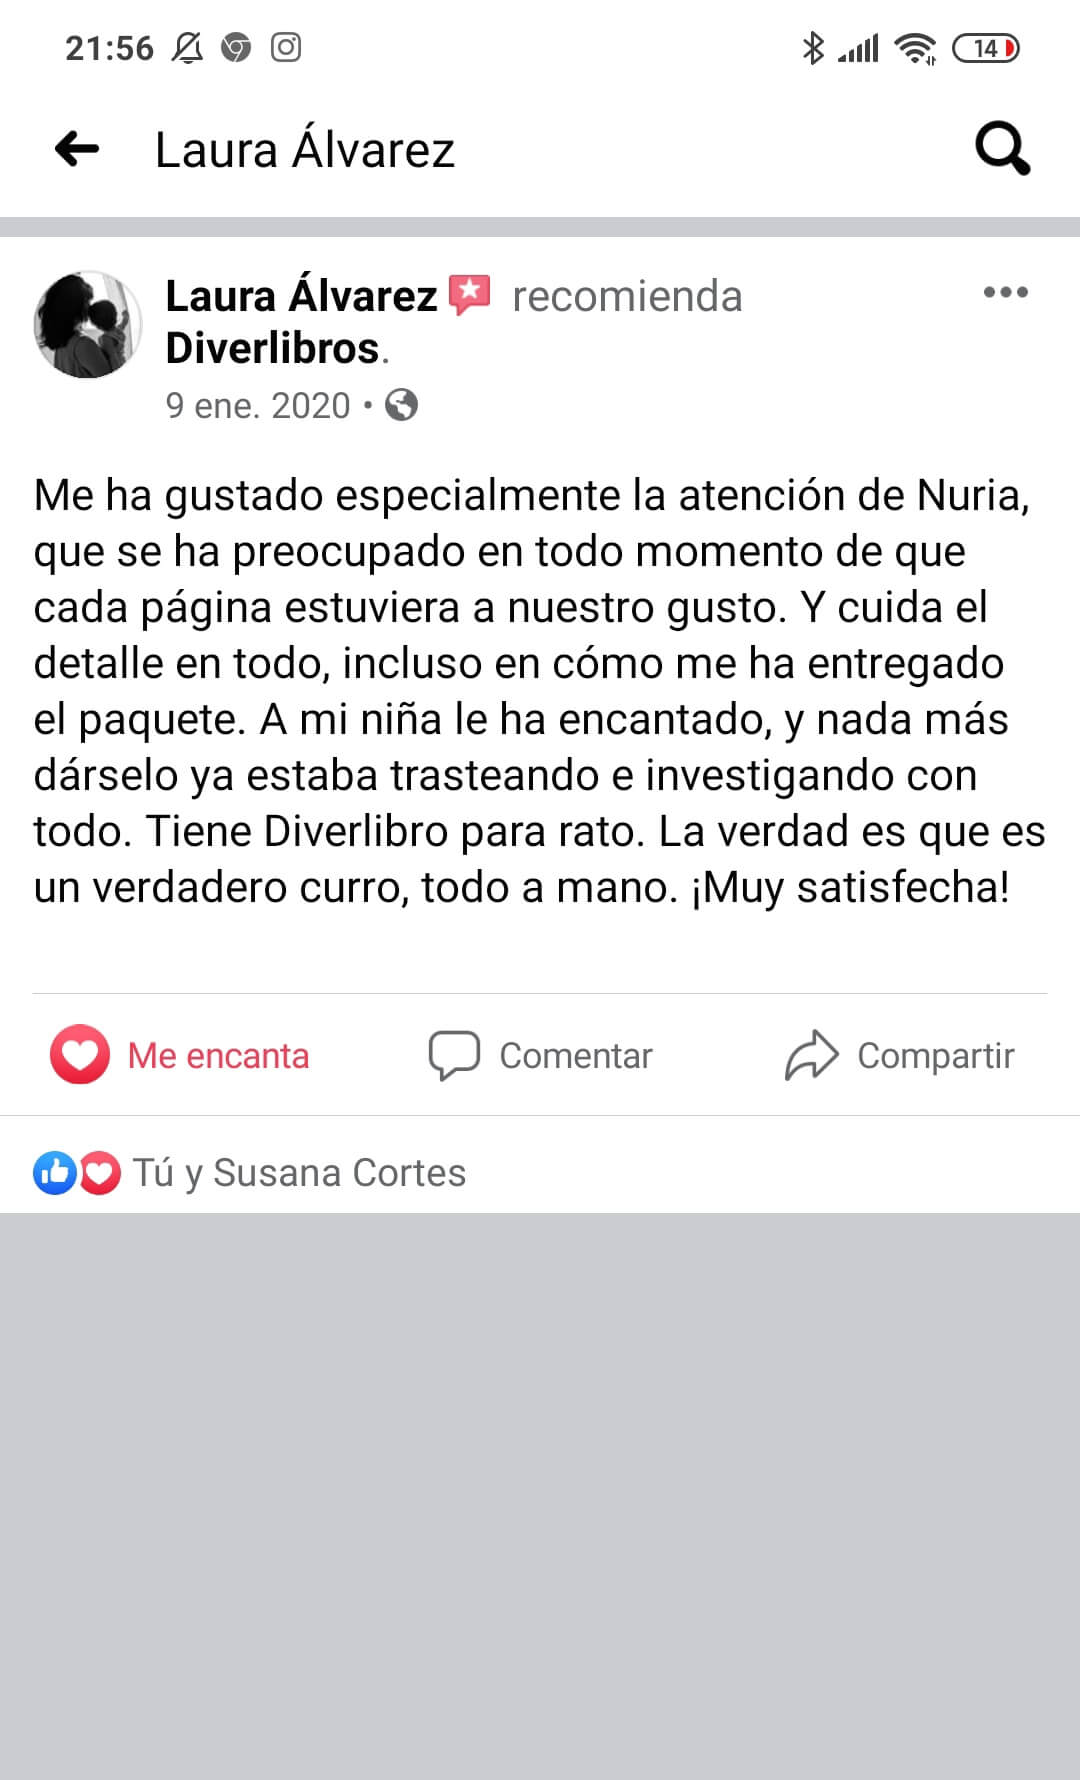 21:56
14
Laura Álvarez
Laura Álvarez recomienda
Diverlibros.
9 ene. 2020 •
Me ha gustado especialmente la atención de Nuria,
que se ha preocupado en todo momento de que
cada página estuviera a nuestro gusto. Y cuida el
detalle en todo, incluso en cómo me ha entregado
el paquete. A mi niña le ha encantado, y nada más
dárselo ya estaba trasteando e investigando con
todo. Tiene Diverlibro para rato. La verdad es que es
un verdadero curro, todo a mano. ¡Muy satisfecha!
Me encanta
Comentar
Compartir
Tú y Susana Cortes